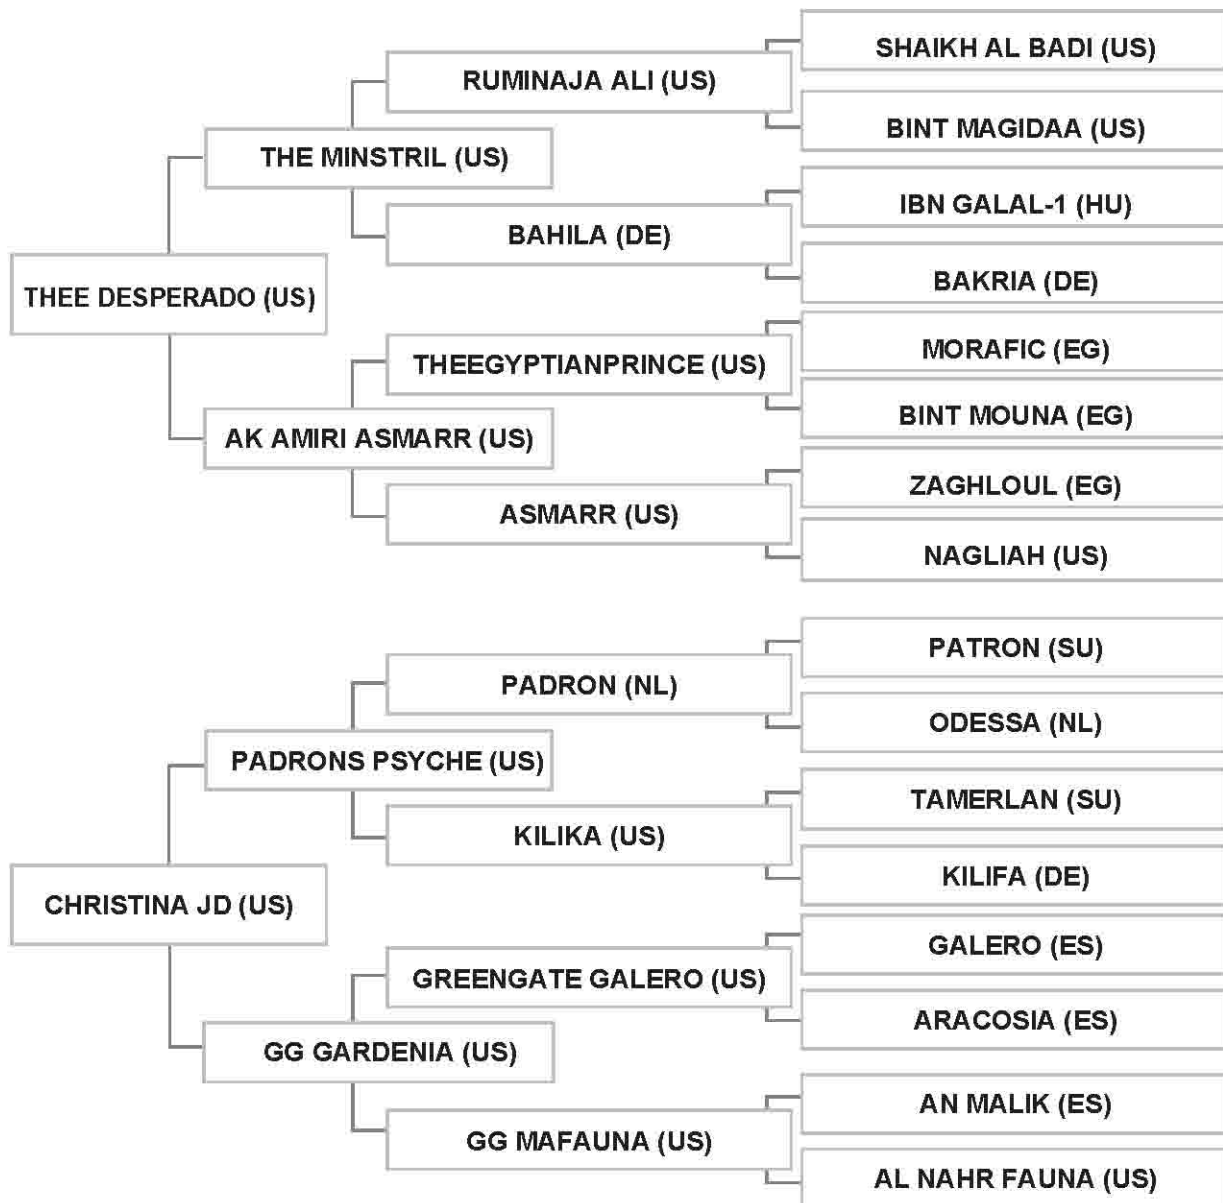 SHAIKH AL BADI (US)
RUMINAJA ALI (US)
BINT MAGIDAA (US)
THE MINSTRIL (US)
IBN GALAL-1 (HU)
BAHILA (DE)
BAKRIA (DE)
THEE DESPERADO (US)
MORAFIC (EG)
THEEGYPTIANPRINCE (US)
BINT MOUNA (EG)
AK AMIRI ASMARR (US)
ZAGHLOUL (EG)
ASMARR (US)
NAGLIAH (US)
PATRON (SU)
PADRON (NL)
ODESSA (NL)
PADRONS PSYCHE (US)
TAMERLAN (SU)
KILIKA (US)
KILIFA (DE)
CHRISTINA JD (US)
GALERO (ES)
GREENGATE GALERO (US)
ARACOSIA (ES)
GG GARDENIA (US)
AN MALIK (ES)
GG MAFAUNA (US)
AL NAHR FAUNA (US)